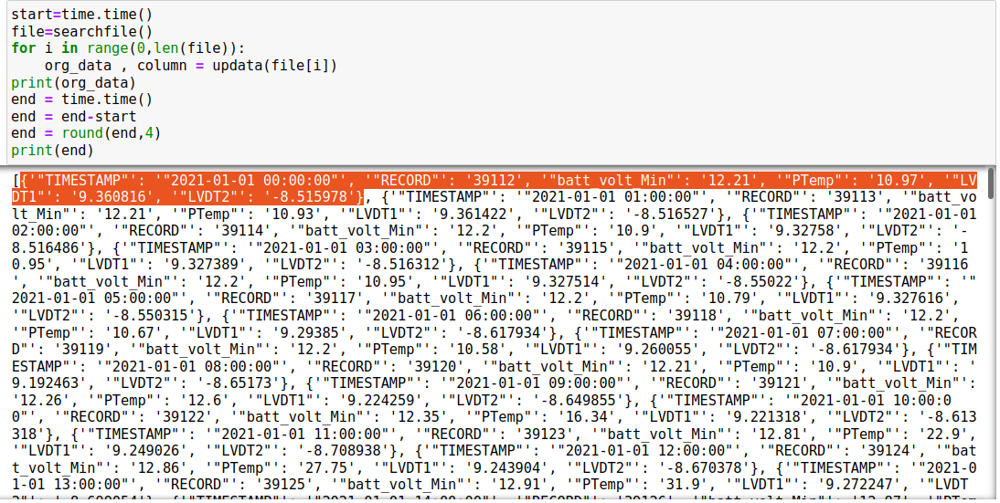 start=time.time()
file=searchfile()
for i in range(0,len(file)):
    org_data , column = updata(file[i])
print(org_data)
end = time.time()
end = end-start
end = round(end,4)
print(end)
[{'"TIMESTAMP"': '"2021-01-01 00:00:00"', '"RECORD"': '39112', '"batt_volt_Min"': '12.21', '"PTemp"': '10.97', '"LV
DT1"': '9.360816', '"LVDT2"': '-8.515978'}, {'"TIMESTAMP"': '"2021-01-01 01:00:00"', '"RECORD"': '39113', '"batt_vo
lt_Min"': '12.21', '"PTemp"': '10.93', '"LVDT1"': '9.361422', '"LVDT2"': '-8.516527'}, {'"TIMESTAMP"': '"2021-01-01
02:00:00"', '"RECORD"': '39114', '"batt_volt_Min"': '12.2', '"PTemp"': '10.9', '"LVDT1"': '9.32758', '"LVDT2"': '-
8.516486'}, {'"TIMESTAMP"': '"2021-01-01 03:00:00"', '"RECORD"': '39115', '"batt_volt_Min"': '12.2', '"PTemp"': '1
0.95', '"LVDT1"': '9.327389', '"LVDT2"': '-8.516312'}, {'"TIMESTAMP"': '"2021-01-01 04:00:00"', '"RECORD"': '39116
', '"batt_volt_Min"': '12.2', '"PTemp"': '10.95', '"LVDT1"': '9.327514', '"LVDT2"': '-8.55022'}, {'"TIMESTAMP"': '"
2021-01-01 05:00:00"', '"RECORD"': '39117', '"batt_volt_Min"': '12.2', '"PTemp"': '10.79', '"LVDT1"': '9.327616',
'"LVDT2"': '-8.550315'}, {'"TIMESTAMP"': '"2021-01-01 06:00:00"', '"RECORD"': '39118', '"batt_volt_Min"': '12.2',
'"PTemp"': '10.67', '"LVDT1"': '9.29385', '"LVDT2"': '-8.617934'}, {'"TIMESTAMP"': '"2021-01-01 07:00:00"', '"RECOR
D"': '39119', '"batt_volt_Min"': '12.2', '"PTemp"': '10.58', '"LVDT1"': '9.260055', '"LVDT2"': '-8.617934'}, {'"TIM
ESTAMP"': '"2021-01-01 08:00:00"', '"RECORD"': '39120', '"batt_volt_Min"': '12.21', '"PTemp"': '10.9', '"LVDT1"': '
9.192463', '"LVDT2"': '-8.65173'}, {'"TIMESTAMP"': '"2021-01-01 09:00:00"', '"RECORD"': '39121', '"batt_volt_Min"':
'12.26', '"PTemp"': '12.6', '"LVDT1"': '9.224259', '"LVDT2"': '-8.649855'}, {'"TIMESTAMP"': '"2021-01-01 10:00:0
0"', '"RECORD"': '39122', '"batt_volt_Min"': '12.35', '"PTemp"': '16.34', '"LVDT1"': '9.221318', '"LVDT2"': '-8.613
318'}, {'"TIMESTAMP"': '"2021-01-01 11:00:00"', '"RECORD"': '39123', '"batt_volt_Min"': '12.81', '"PTemp"': '22.9',
'"LVDT1"': '9.249026', '"LVDT2"': '-8.708938'}, {'"TIMESTAMP"': '"2021-01-01 12:00:00"', '"RECORD"': '39124', '"bat
t_volt_Min"': '12.86', '"PTemp"': '27.75', '"LVDT1"': '9.243904', '"LVDT2"': '-8.670378'}, {'"TIMESTAMP"': '"2021-0
1-01 13:00:00"', '"RECORD"': '39125', '"batt_volt_Min"': '12.91', '"PTemp"': '31.9', '"LVDT1"': '9.272247', '"LVDT